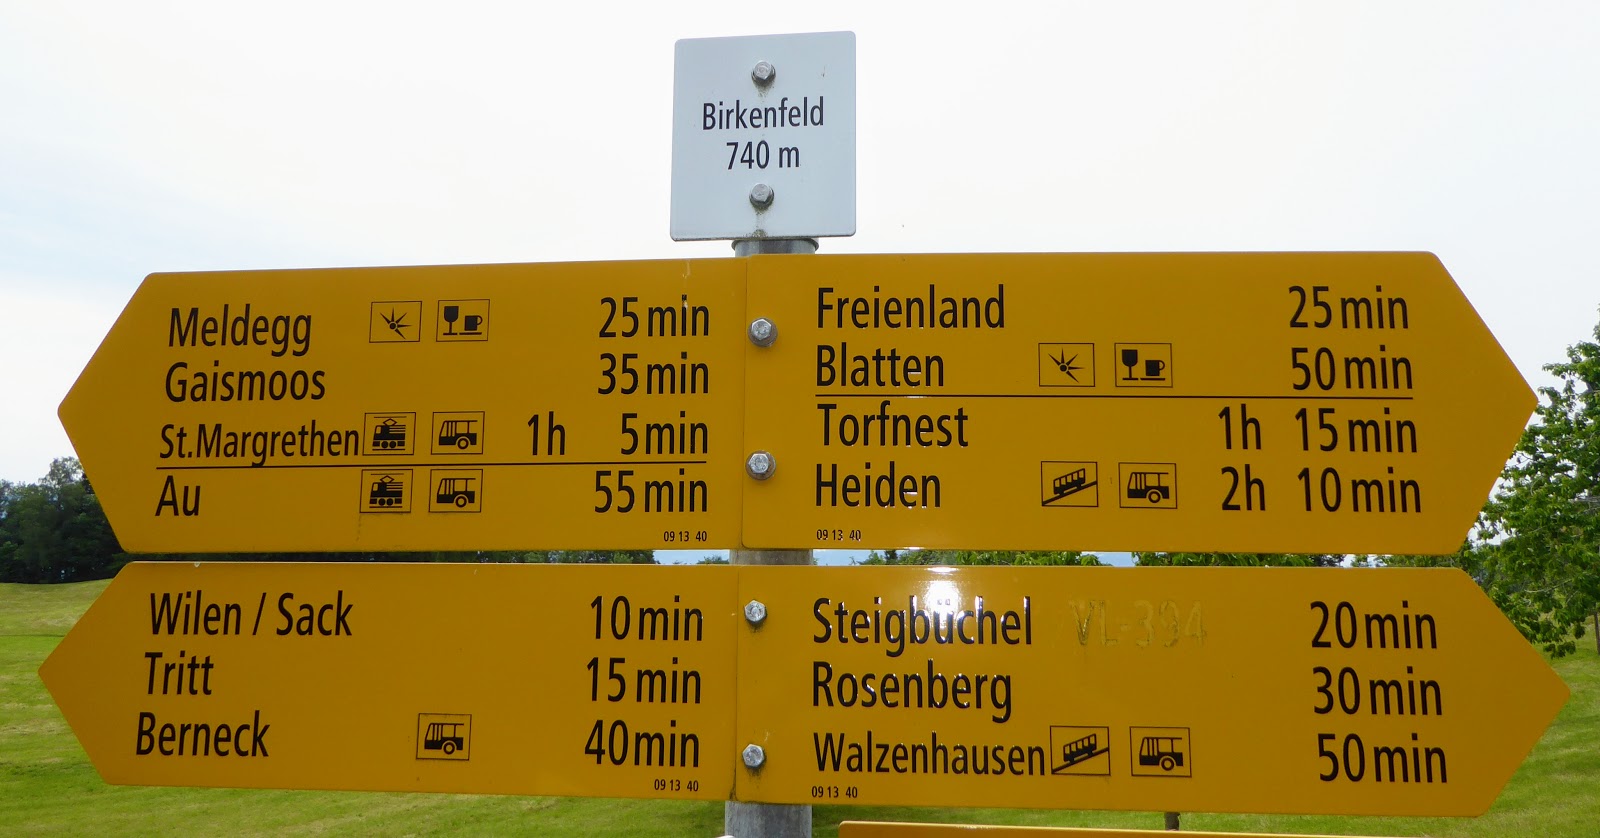 Birkenfeld
740 m
Meldegg 25 min
Gaismoos 35 min
St. Margrethen 1h 5 min
Au 55 min
09 13 40
Freienland 25 min
Blatten 50 min
Torfnest 1h 15 min
Heiden 2h 10 min
09 13 40
Wilen / Sack 10 min
Tritt 15 min
Berneck 40 min
09 13 40
Steigbüchel VL-394 20 min
Rosenberg 30 min
Walzenhausen 50 min
09 13 40